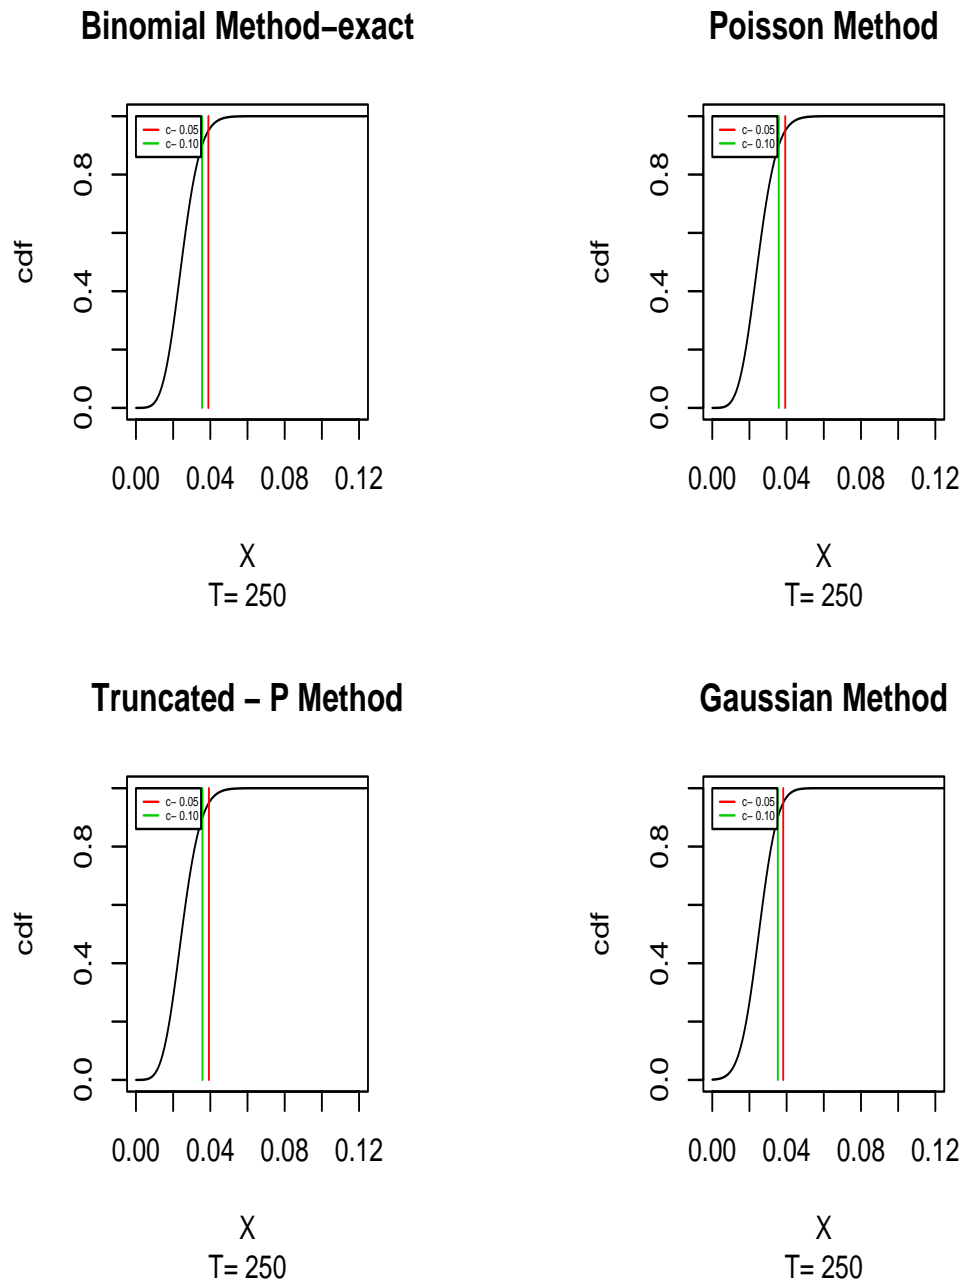 Binomial Method–exact
c– 0.05
c– 0.10
cdf
0.0 0.4 0.8
0.00 0.04 0.08 0.12
X
T= 250
Poisson Method
c– 0.05
c– 0.10
cdf
0.0 0.4 0.8
0.00 0.04 0.08 0.12
X
T= 250
Truncated – P Method
c– 0.05
c– 0.10
cdf
0.0 0.4 0.8
0.00 0.04 0.08 0.12
X
T= 250
Gaussian Method
c– 0.05
c– 0.10
cdf
0.0 0.4 0.8
0.00 0.04 0.08 0.12
X
T= 250